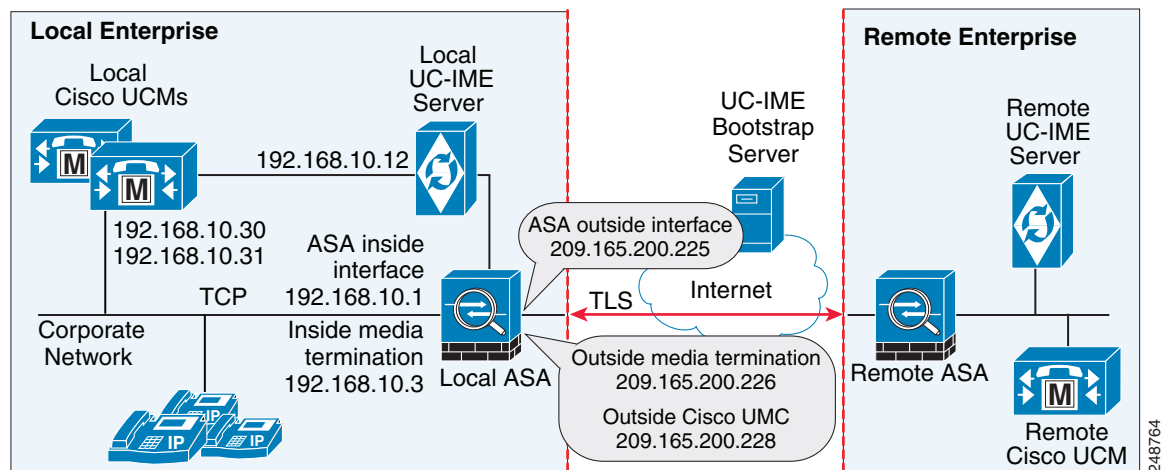 Local Enterprise
Local
Cisco UCMs
M
M
Local
UC-IME
Server
192.168.10.12
192.168.10.30
192.168.10.31
ASA inside
interface
192.168.10.1
TCP
Corporate
Network
Inside media
termination
192.168.10.3
Local ASA
IP
IP
IP
ASA outside interface
209.165.200.225
TLS
Internet
UC-IME
Bootstrap
Server
Outside media termination
209.165.200.226
Outside Cisco UMC
209.165.200.228
Remote Enterprise
Remote
UC-IME
Server
Remote ASA
M
Remote
Cisco UCM
248764